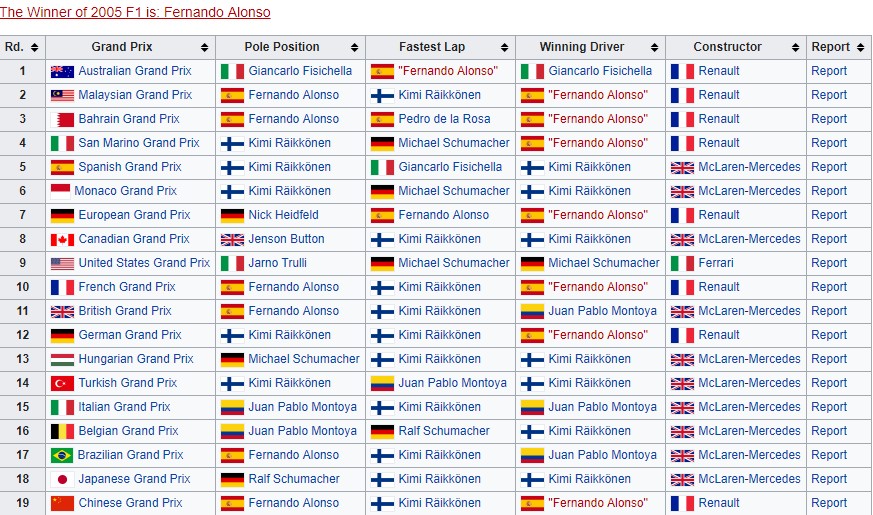 The Winner of 2005 F1 is: Fernando Alonso
Rd. Grand Prix Pole Position Fastest Lap Winning Driver Constructor Report
1 Australian Grand Prix Giancarlo Fisichella "Fernando Alonso" Giancarlo Fisichella Renault Report
2 Malaysian Grand Prix Fernando Alonso Kimi Räikkönen "Fernando Alonso" Renault Report
3 Bahrain Grand Prix Fernando Alonso Pedro de la Rosa "Fernando Alonso" Renault Report
4 San Marino Grand Prix Kimi Räikkönen Michael Schumacher "Fernando Alonso" Renault Report
5 Spanish Grand Prix Kimi Räikkönen Giancarlo Fisichella Kimi Räikkönen McLaren-Mercedes Report
6 Monaco Grand Prix Kimi Räikkönen Michael Schumacher Kimi Räikkönen McLaren-Mercedes Report
7 European Grand Prix Nick Heidfeld Fernando Alonso "Fernando Alonso" Renault Report
8 Canadian Grand Prix Jenson Button Kimi Räikkönen Kimi Räikkönen McLaren-Mercedes Report
9 United States Grand Prix Jarno Trulli Michael Schumacher Michael Schumacher Ferrari Report
10 French Grand Prix Fernando Alonso Kimi Räikkönen "Fernando Alonso" Renault Report
11 British Grand Prix Fernando Alonso Kimi Räikkönen Juan Pablo Montoya McLaren-Mercedes Report
12 German Grand Prix Kimi Räikkönen Kimi Räikkönen "Fernando Alonso" Renault Report
13 Hungarian Grand Prix Michael Schumacher Kimi Räikkönen Kimi Räikkönen McLaren-Mercedes Report
14 Turkish Grand Prix Kimi Räikkönen Juan Pablo Montoya Kimi Räikkönen McLaren-Mercedes Report
15 Italian Grand Prix Juan Pablo Montoya Kimi Räikkönen Juan Pablo Montoya McLaren-Mercedes Report
16 Belgian Grand Prix Juan Pablo Montoya Ralf Schumacher Kimi Räikkönen McLaren-Mercedes Report
17 Brazilian Grand Prix Fernando Alonso Kimi Räikkönen Juan Pablo Montoya McLaren-Mercedes Report
18 Japanese Grand Prix Ralf Schumacher Kimi Räikkönen Kimi Räikkönen McLaren-Mercedes Report
19 Chinese Grand Prix Fernando Alonso Kimi Räikkönen "Fernando Alonso" Renault Report